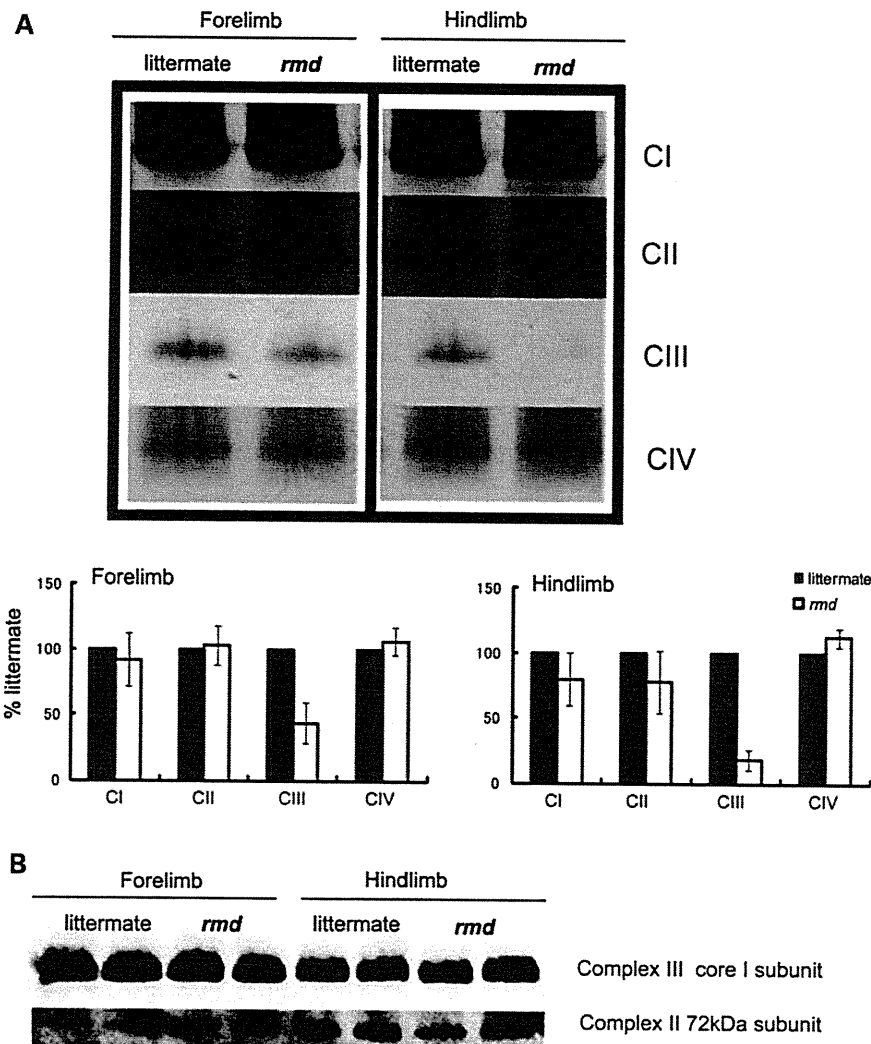 A
Forelimb Hindlimb
littermate rmd littermate rmd
CI
CII
CIII
CIV
Forelimb
% littermate
150
100
50
0
CI CII CIII CIV
Hindlimb
littermate
rmd
150
100
50
0
CI CII CIII CIV
B
Forelimb Hindlimb
littermate rmd littermate rmd
Complex III core I subunit
Complex II 72kDa subunit